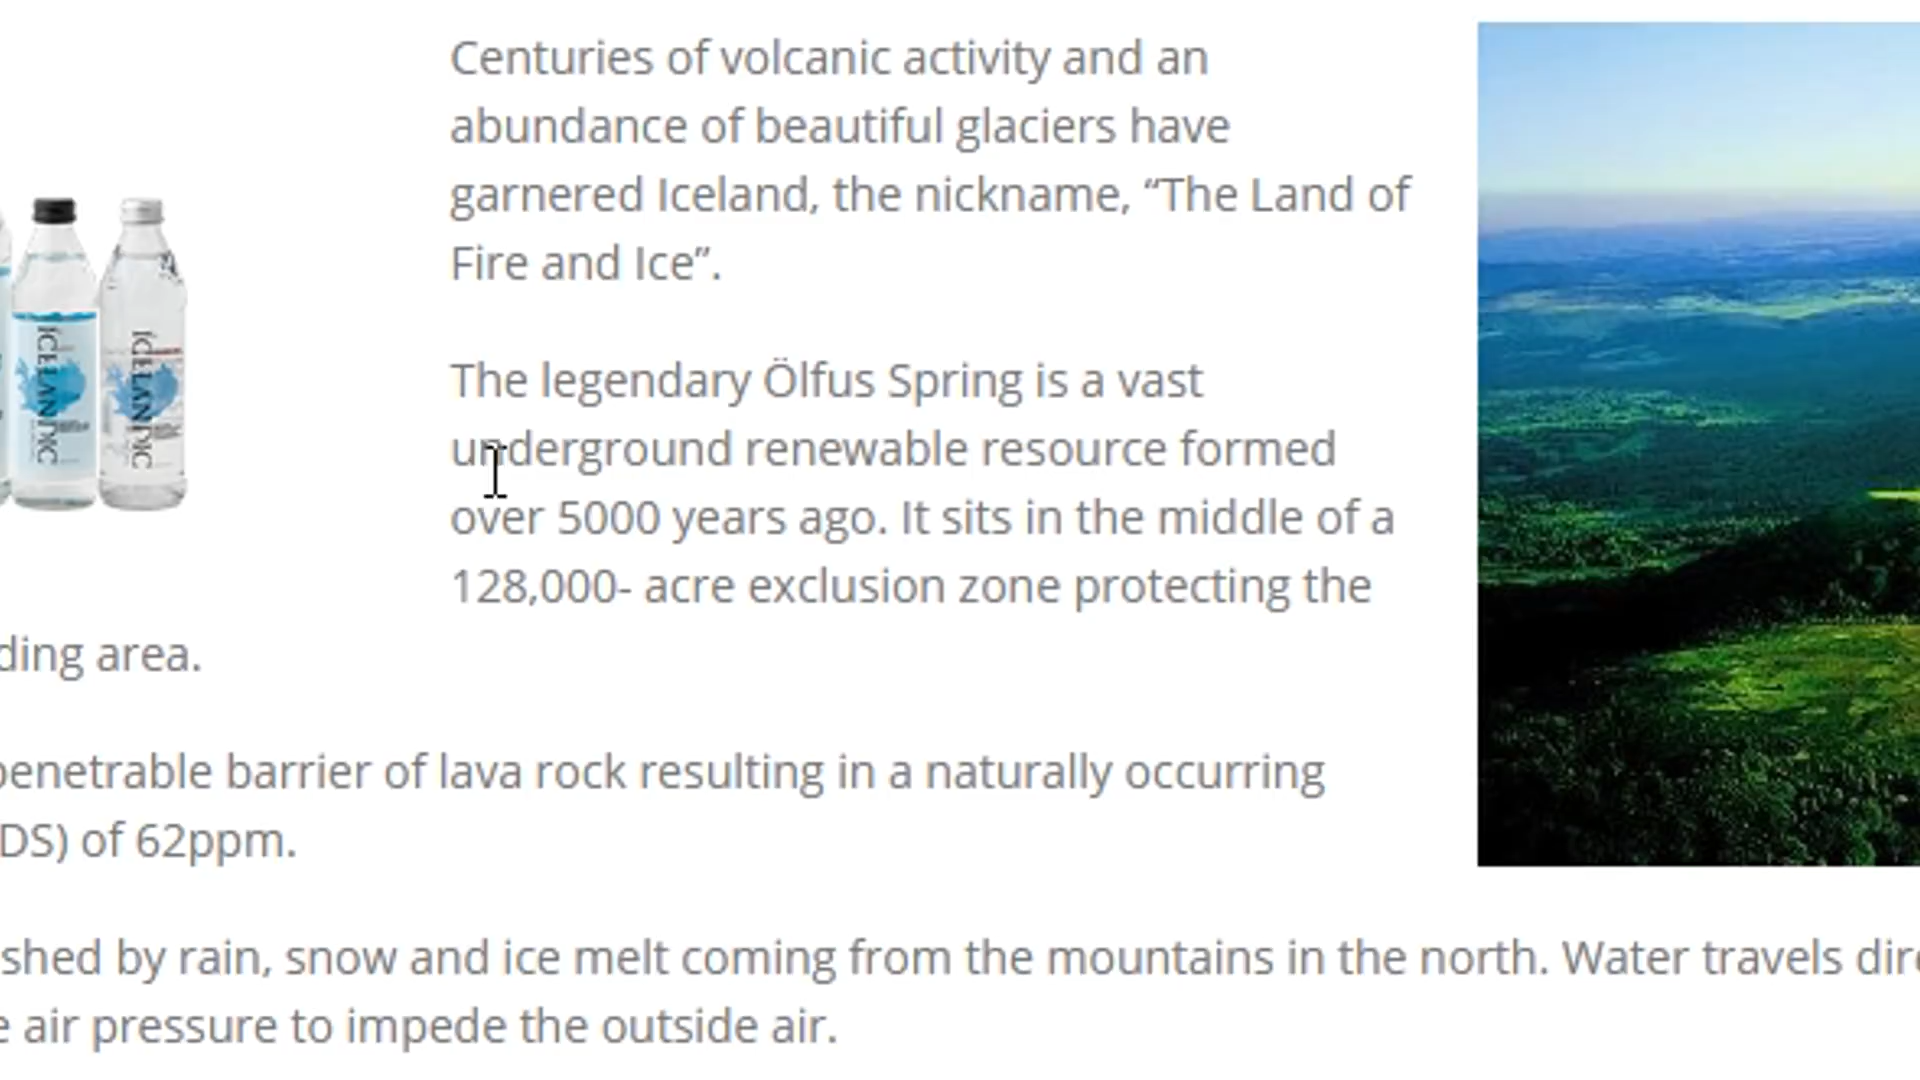 Centuries of volcanic activity and an
abundance of beautiful glaciers have
garnered Iceland, the nickname, “The Land of
Fire and Ice”.
ICELANDIC
ICELANDIC
The legendary Ölfus Spring is a vast
underground renewable resource formed
over 5000 years ago. It sits in the middle of a
128,000- acre exclusion zone protecting the
ding area.
penetrable barrier of lava rock resulting in a naturally occurring
DS) of 62ppm.
shed by rain, snow and ice melt coming from the mountains in the north. Water travels
e air pressure to impede the outside air.